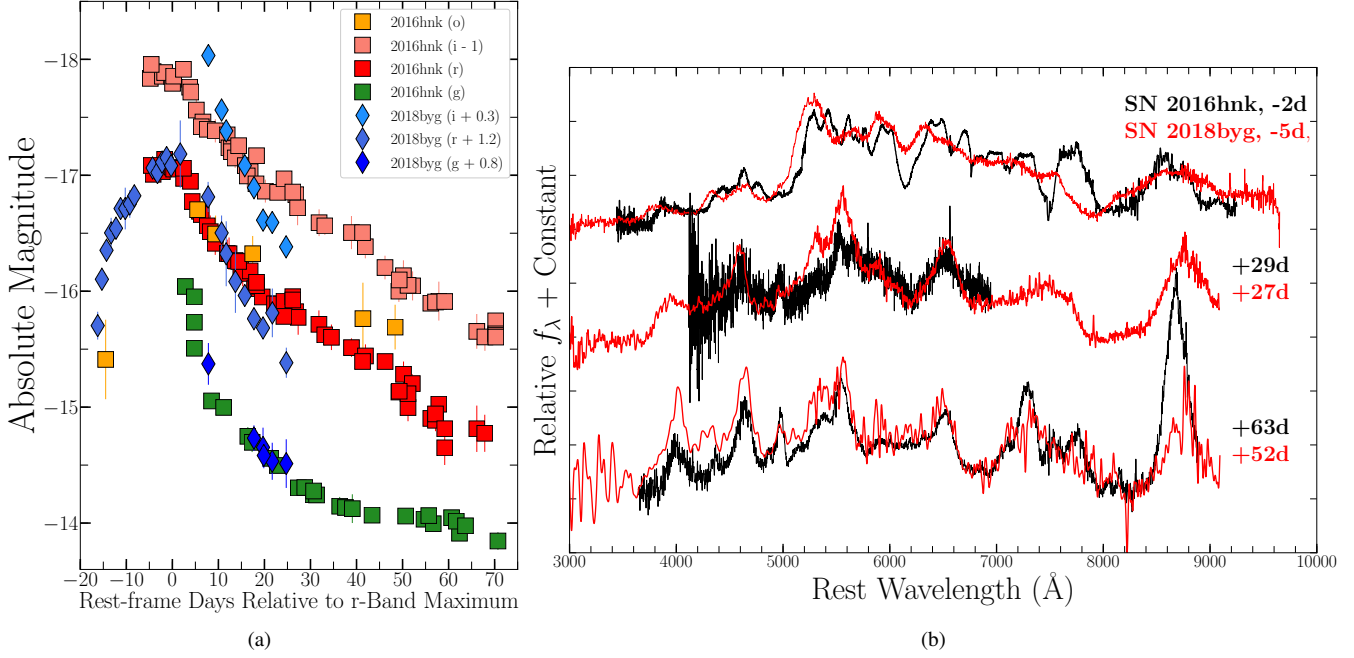 2016hnk (o)
2016hnk (i - 1)
2016hnk (r)
2016hnk (g)
2018byg (i + 0.3)
2018byg (r + 1.2)
2018byg (g + 0.8)
Absolute Magnitude
-18
-17
-16
-15
-14
-20 -10 0 10 20 30 40 50 60 70
Rest-frame Days Relative to r-Band Maximum
(a)
SN 2016hnk, -2d
SN 2018byg, -5d,
+29d
+27d
+63d
+52d
Relative fλ + Constant
3000 4000 5000 6000 7000 8000 9000 10000
Rest Wavelength (Å)
(b)